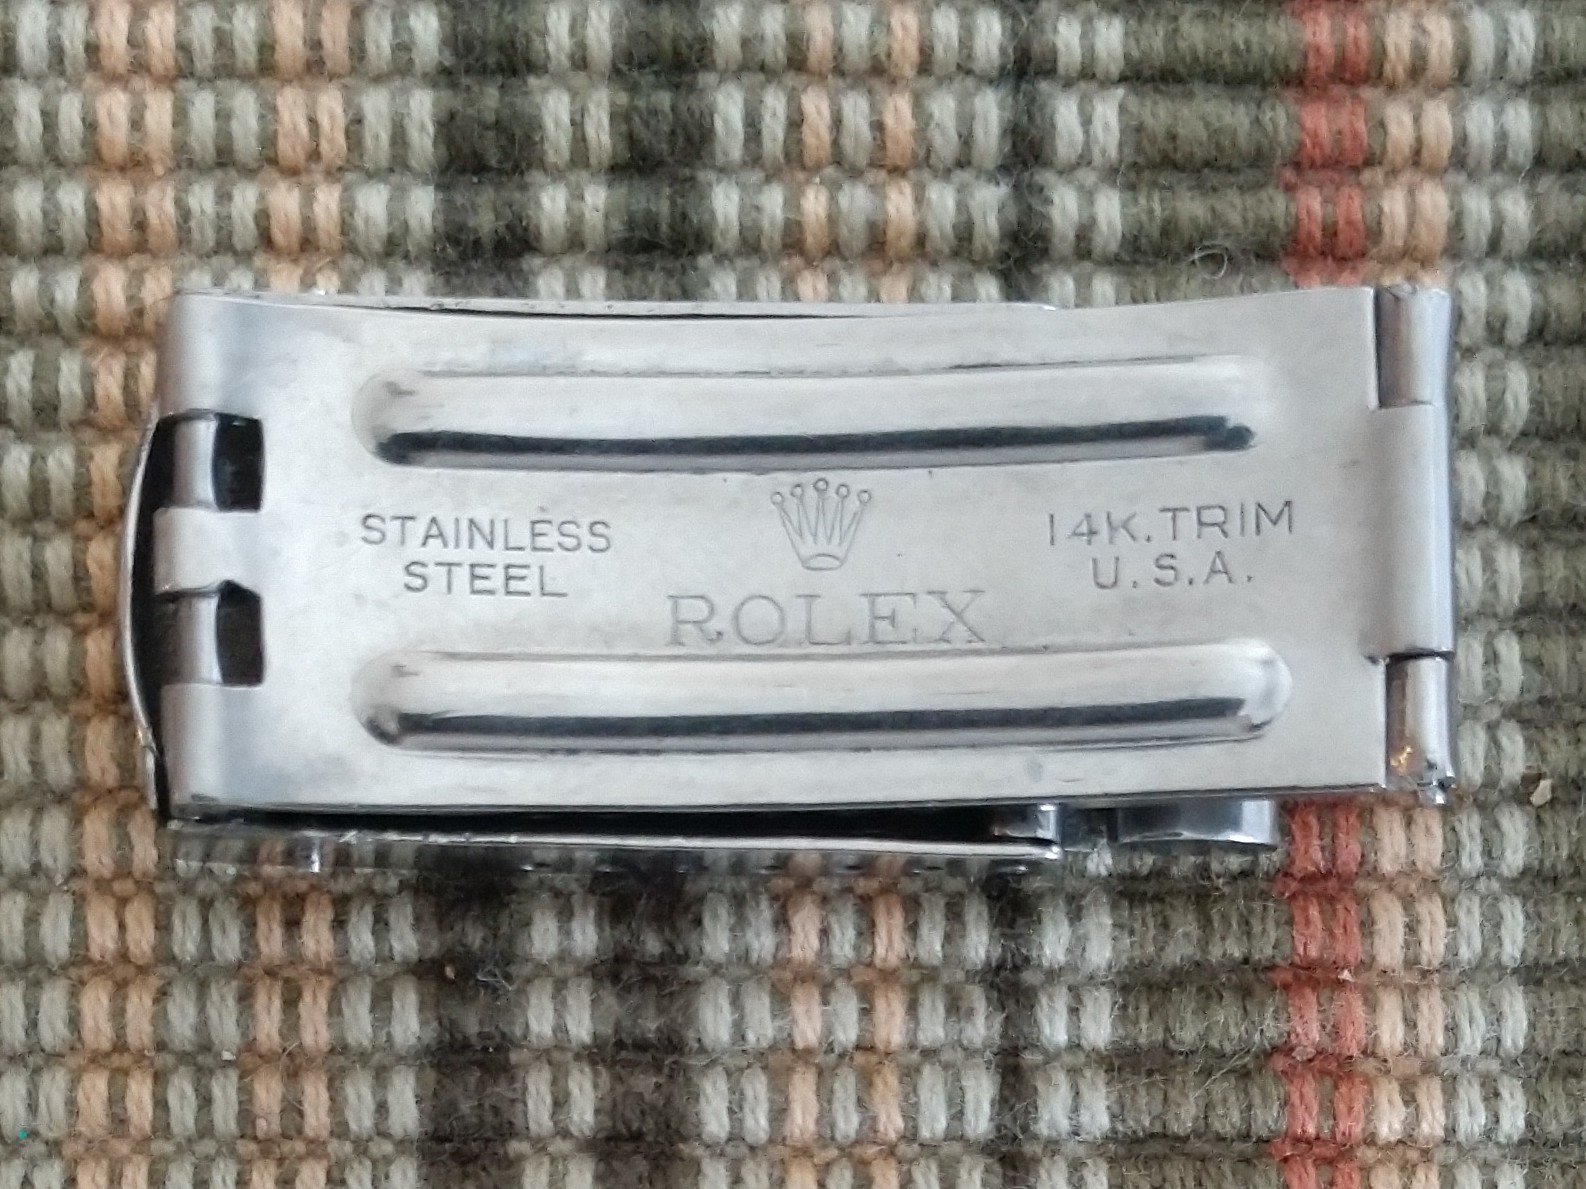 STAINLESS
STEEL
ROLEX
14K.TRIM
U.S.A.